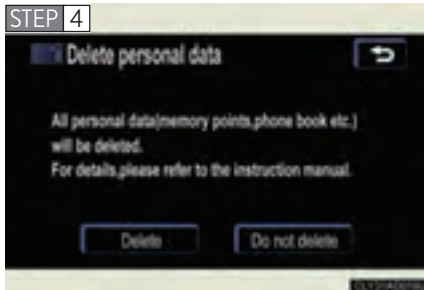 STEP 4
Delete personal data
All personal data(memory points,phone book etc.)
will be deleted.
For details,please refer to the instruction manual.
Delete
Do not delete